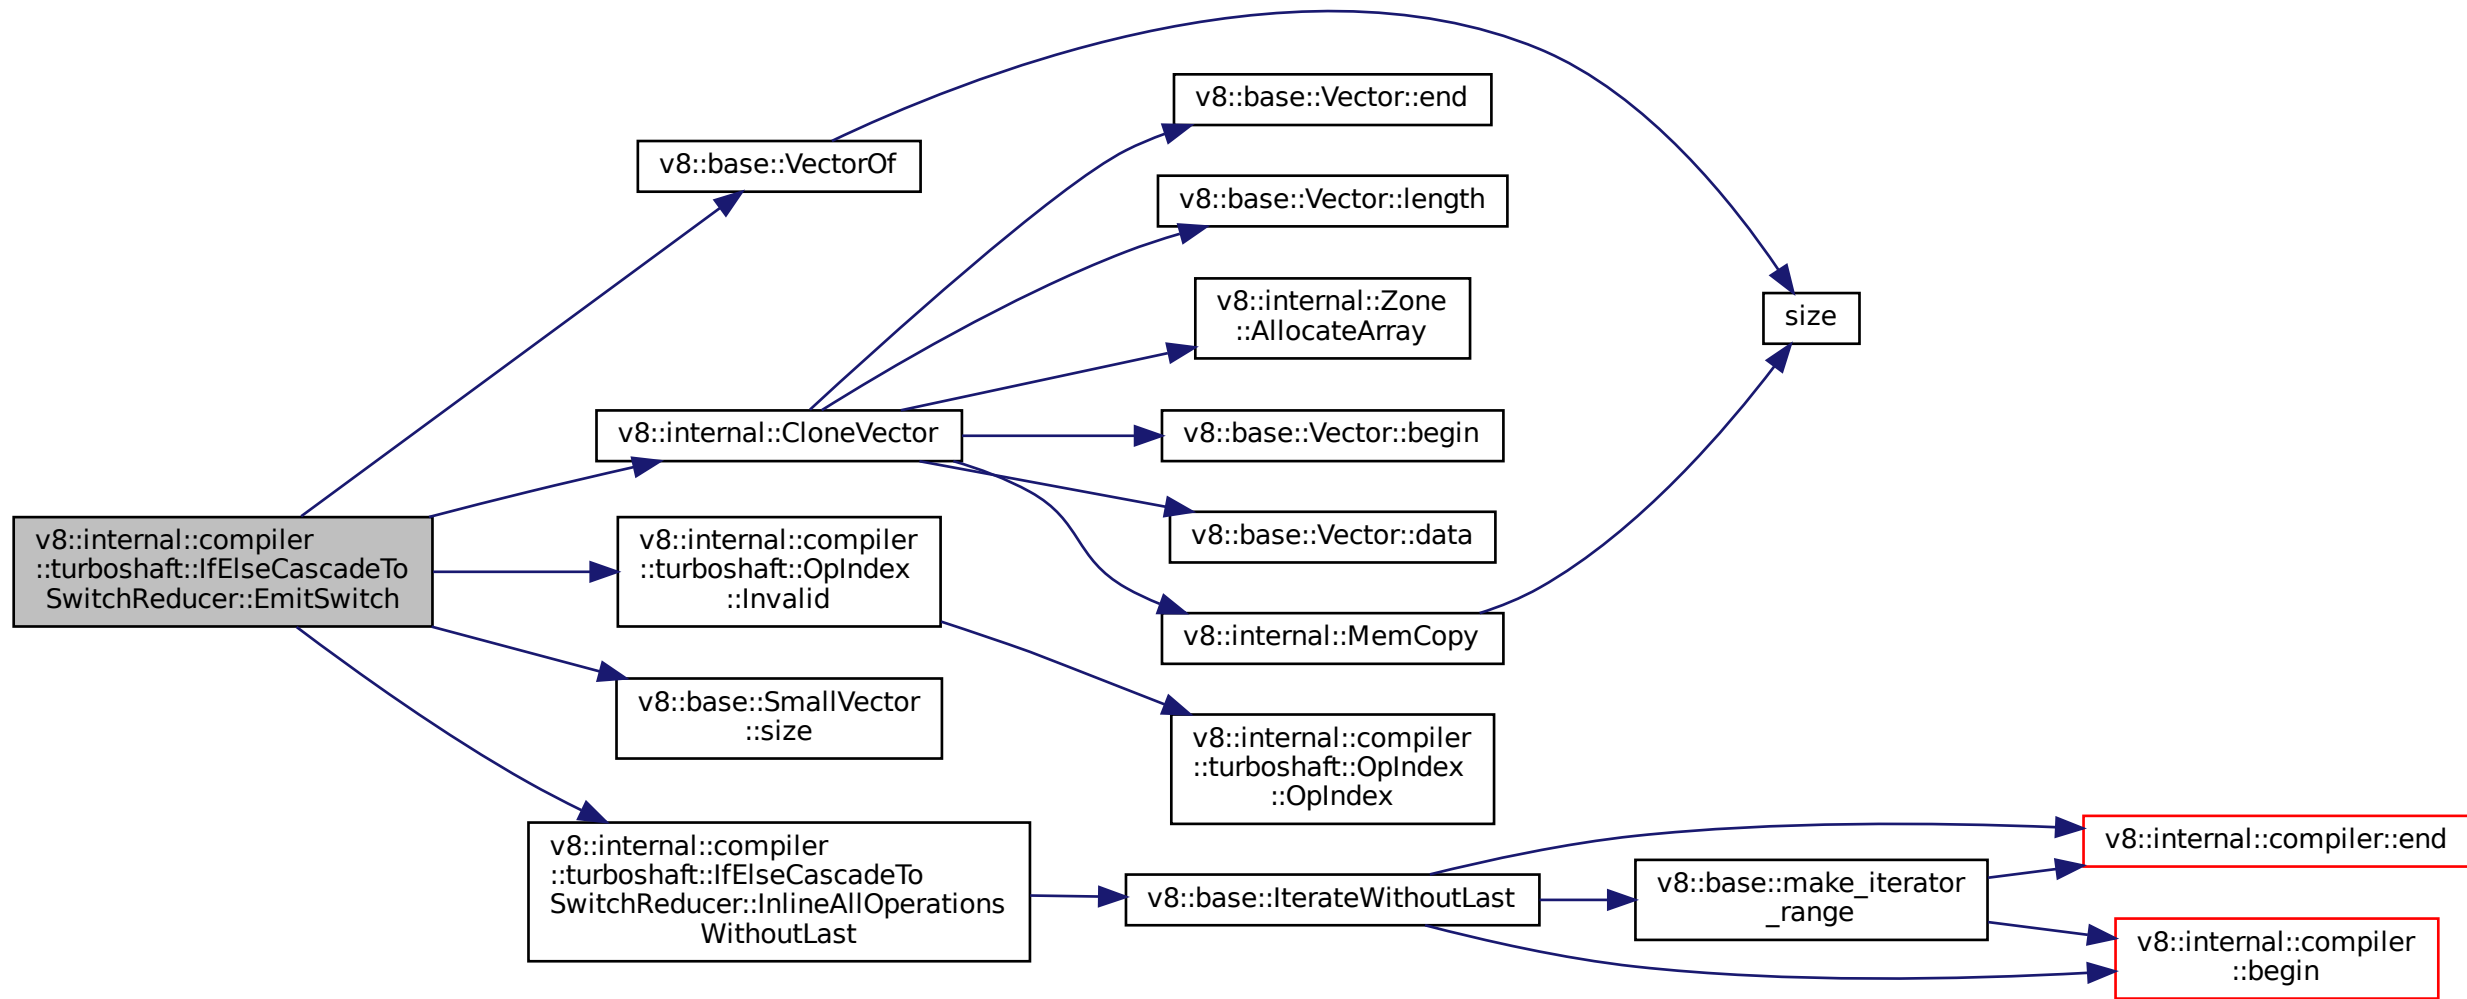 v8::internal::compiler
::turboshaft::IfElseCascadeTo
SwitchReducer::EmitSwitch
v8::base::VectorOf
size
v8::internal::CloneVector
v8::base::Vector::end
v8::base::Vector::length
v8::internal::Zone
::AllocateArray
v8::base::Vector::begin
v8::base::Vector::data
v8::internal::MemCopy
v8::internal::compiler
::turboshaft::OpIndex
::Invalid
v8::internal::compiler
::turboshaft::OpIndex
::OpIndex
v8::base::SmallVector
::size
v8::internal::compiler
::turboshaft::IfElseCascadeTo
SwitchReducer::InlineAllOperations
WithoutLast
v8::base::IterateWithoutLast
v8::base::make_iterator
_range
v8::internal::compiler::end
v8::internal::compiler
::begin